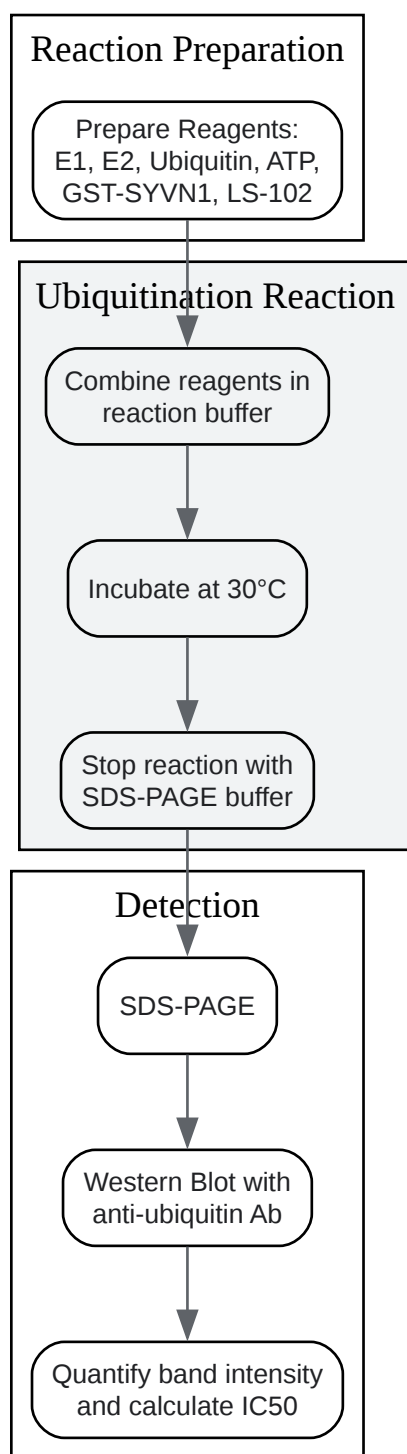 Reaction Preparation
Prepare Reagents:
E1, E2, Ubiquitin, ATP,
GST-SYVN1, LS-102
Ubiquitination Reaction
Combine reagents in
reaction buffer
Incubate at 30°C
Stop reaction with
SDS-PAGE buffer
Detection
SDS-PAGE
Western Blot with
anti-ubiquitin Ab
Quantify band intensity
and calculate IC50